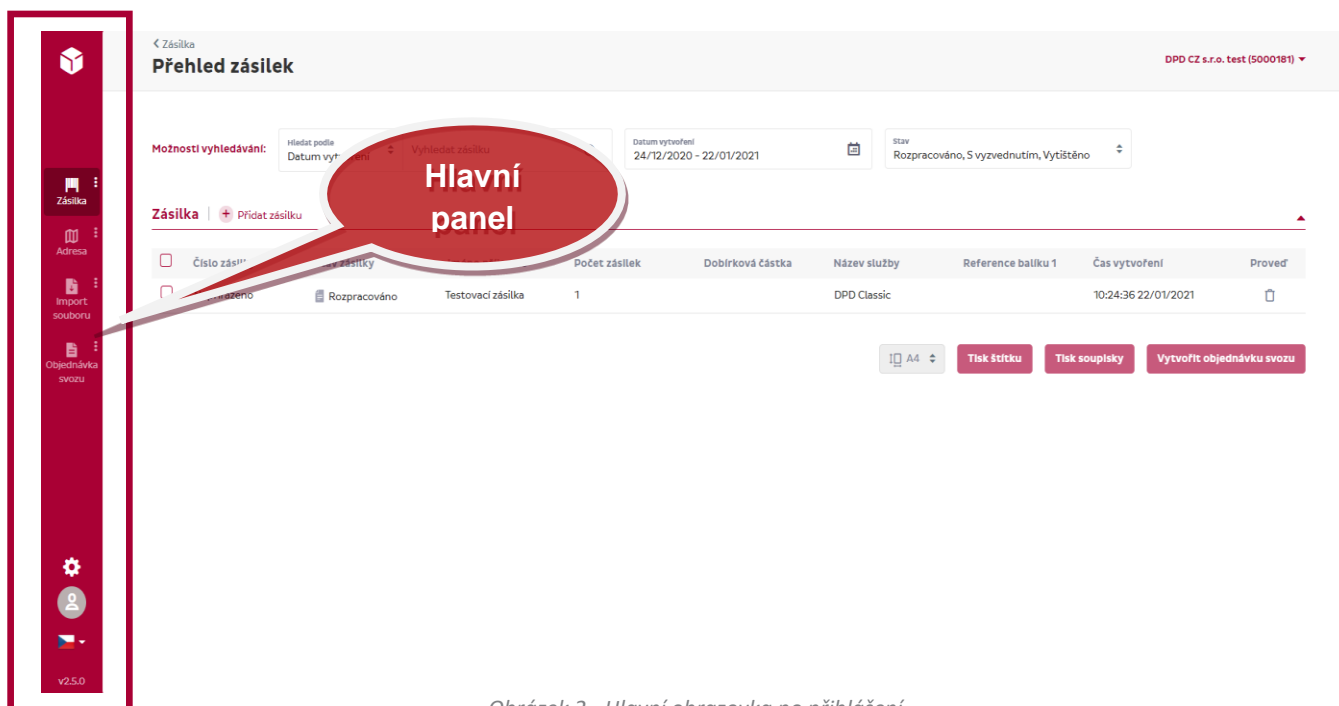 Zásilka
Přehled zásilek
DPD CZ s.r.o. test (5000181)
Možnosti vyhledávání:
Hledat podle
Datum
Vyhledat zásilku
Datum vytvoření
24/12/2020 - 22/01/2021
Stav
Rozpracováno, S vyzvednutím, Vytištěno
Hlavní
panel
Zásilka
Adresa
Import
souboru
Objednávka
svozu
v2.5.0
Zásilka + Přidat zásilku
Číslo zásilky Počet zásilek Dobírková částka Název služby Reference balíku 1 Čas vytvoření Proveď
Rozpracováno Testovací zásilka 1 DPD Classic 10:24:36 22/01/2021
A4 Tisk štítku Tisk soupisky Vytvořit objednávku svozu